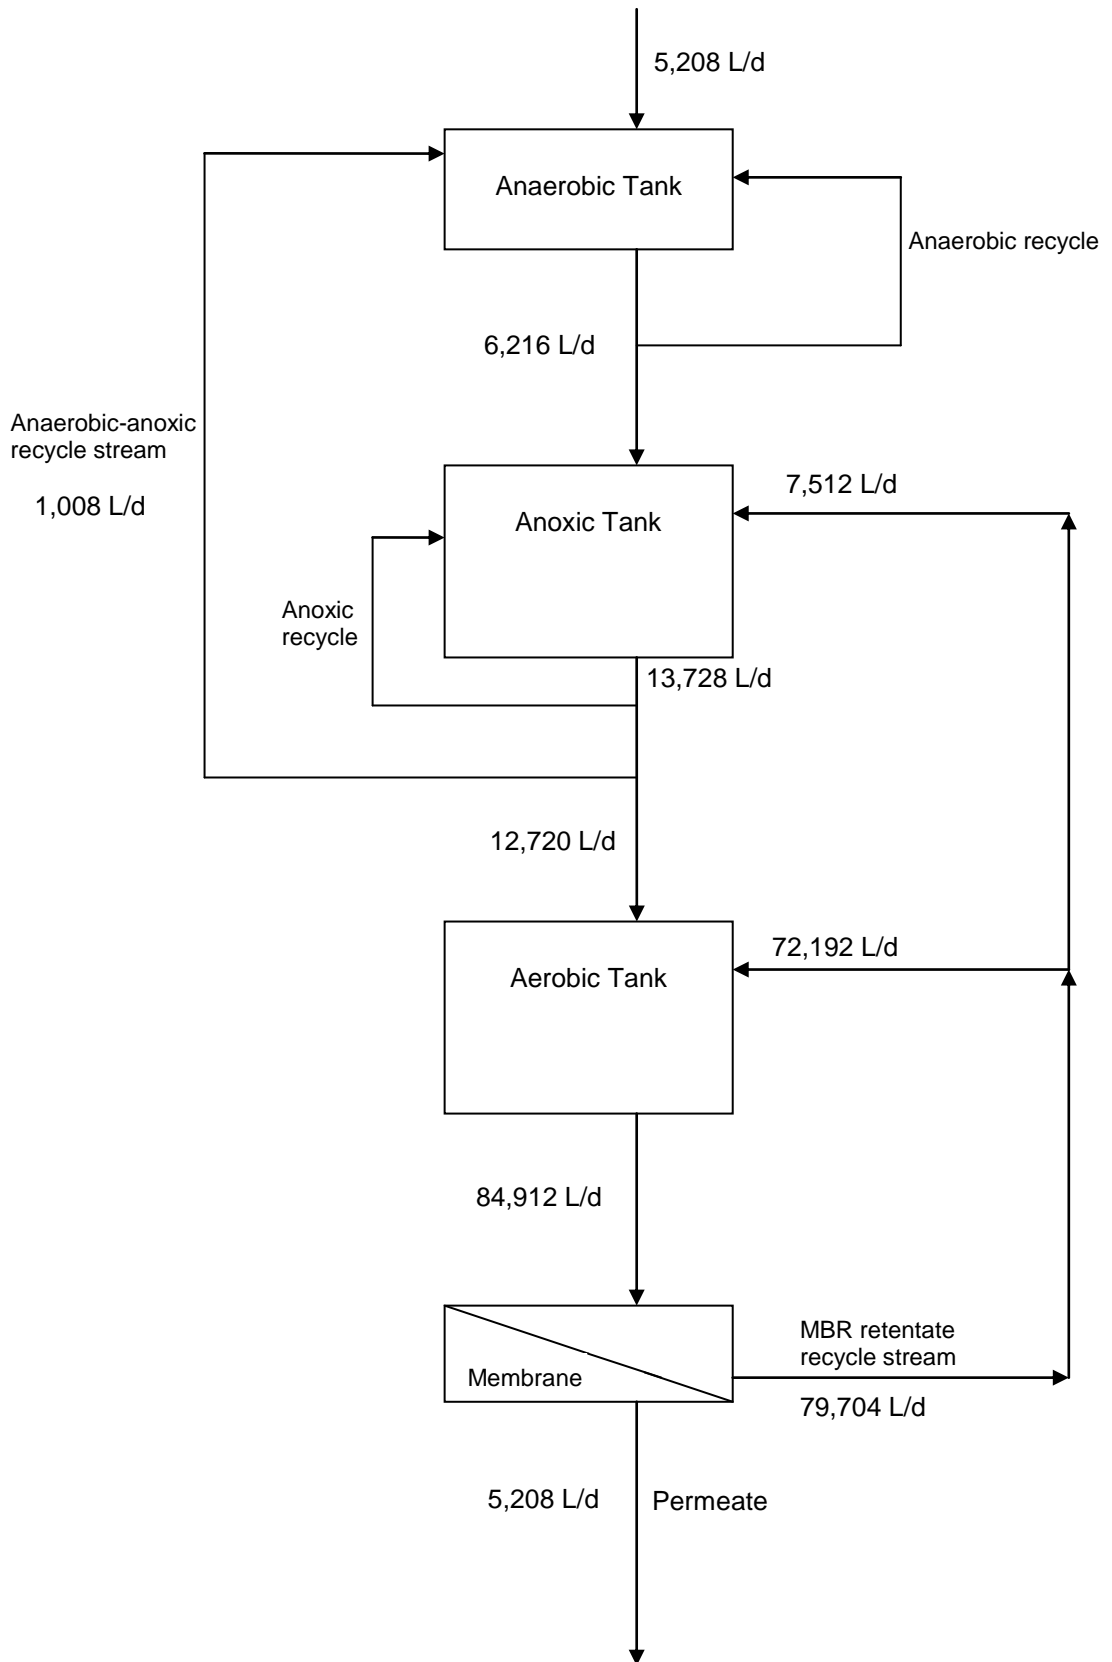 5,208 L/d
Anaerobic Tank
Anaerobic recycle
6,216 L/d
Anaerobic-anoxic
recycle stream
1,008 L/d
7,512 L/d
Anoxic Tank
Anoxic
recycle
13,728 L/d
12,720 L/d
72,192 L/d
Aerobic Tank
84,912 L/d
MBR retentate
recycle stream
Membrane
79,704 L/d
5,208 L/d
Permeate